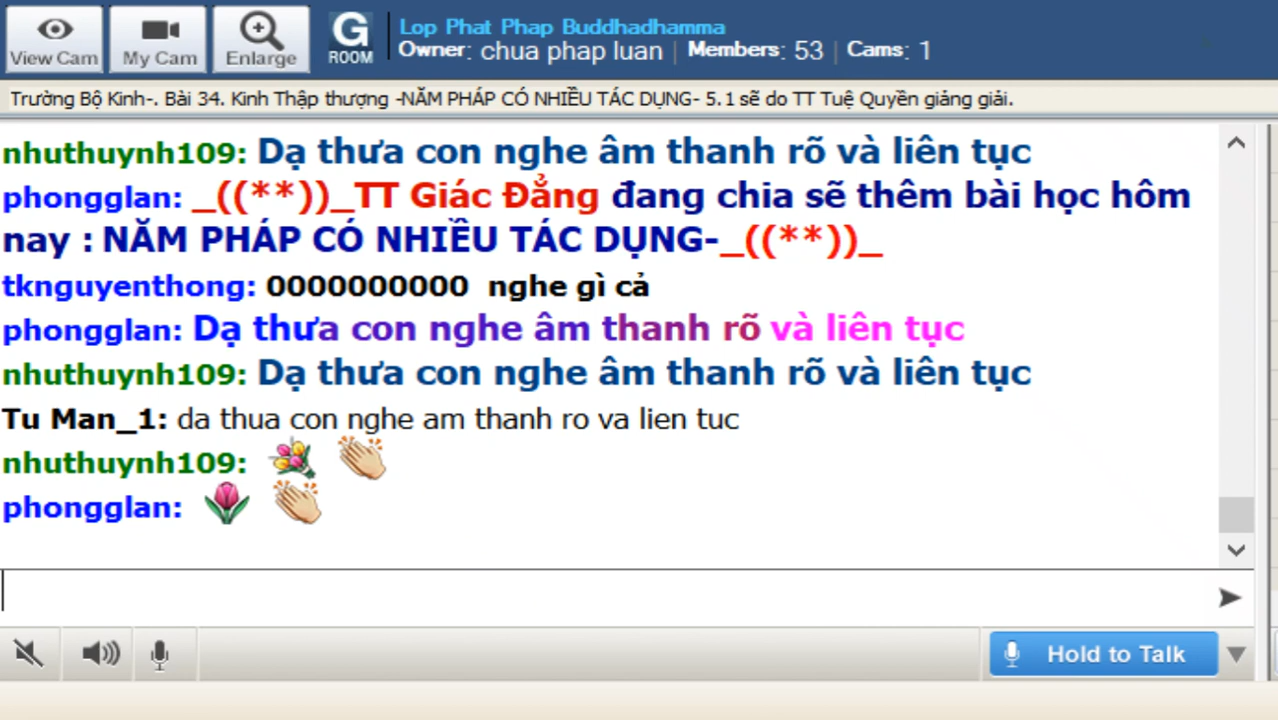 View Cam
My Cam
Enlarge
G
ROOM
Lop Phat Phap Buddhadhamma
Owner: chua phap luan | Members: 53 | Cams: 1
Trường Bộ Kinh-. Bài 34. Kinh Thập thượng -NĂM PHÁP CÓ NHIỀU TÁC DỤNG- 5.1 sẽ do TT Tuệ Quyền giảng giải.
nhuthuynh109: Dạ thưa con nghe âm thanh rõ và liên tục
phongglan: _((**))_TT Giác Đẳng đang chia sẽ thêm bài học hôm
nay : NĂM PHÁP CÓ NHIỀU TÁC DỤNG-_((**))_
tknguyenthong: 0000000000 nghe gì cả
phongglan: Dạ thưa con nghe âm thanh rõ và liên tục
nhuthuynh109: Dạ thưa con nghe âm thanh rõ và liên tục
Tu Man_1: da thua con nghe am thanh ro va lien tuc
nhuthuynh109:
phongglan:
Hold to Talk